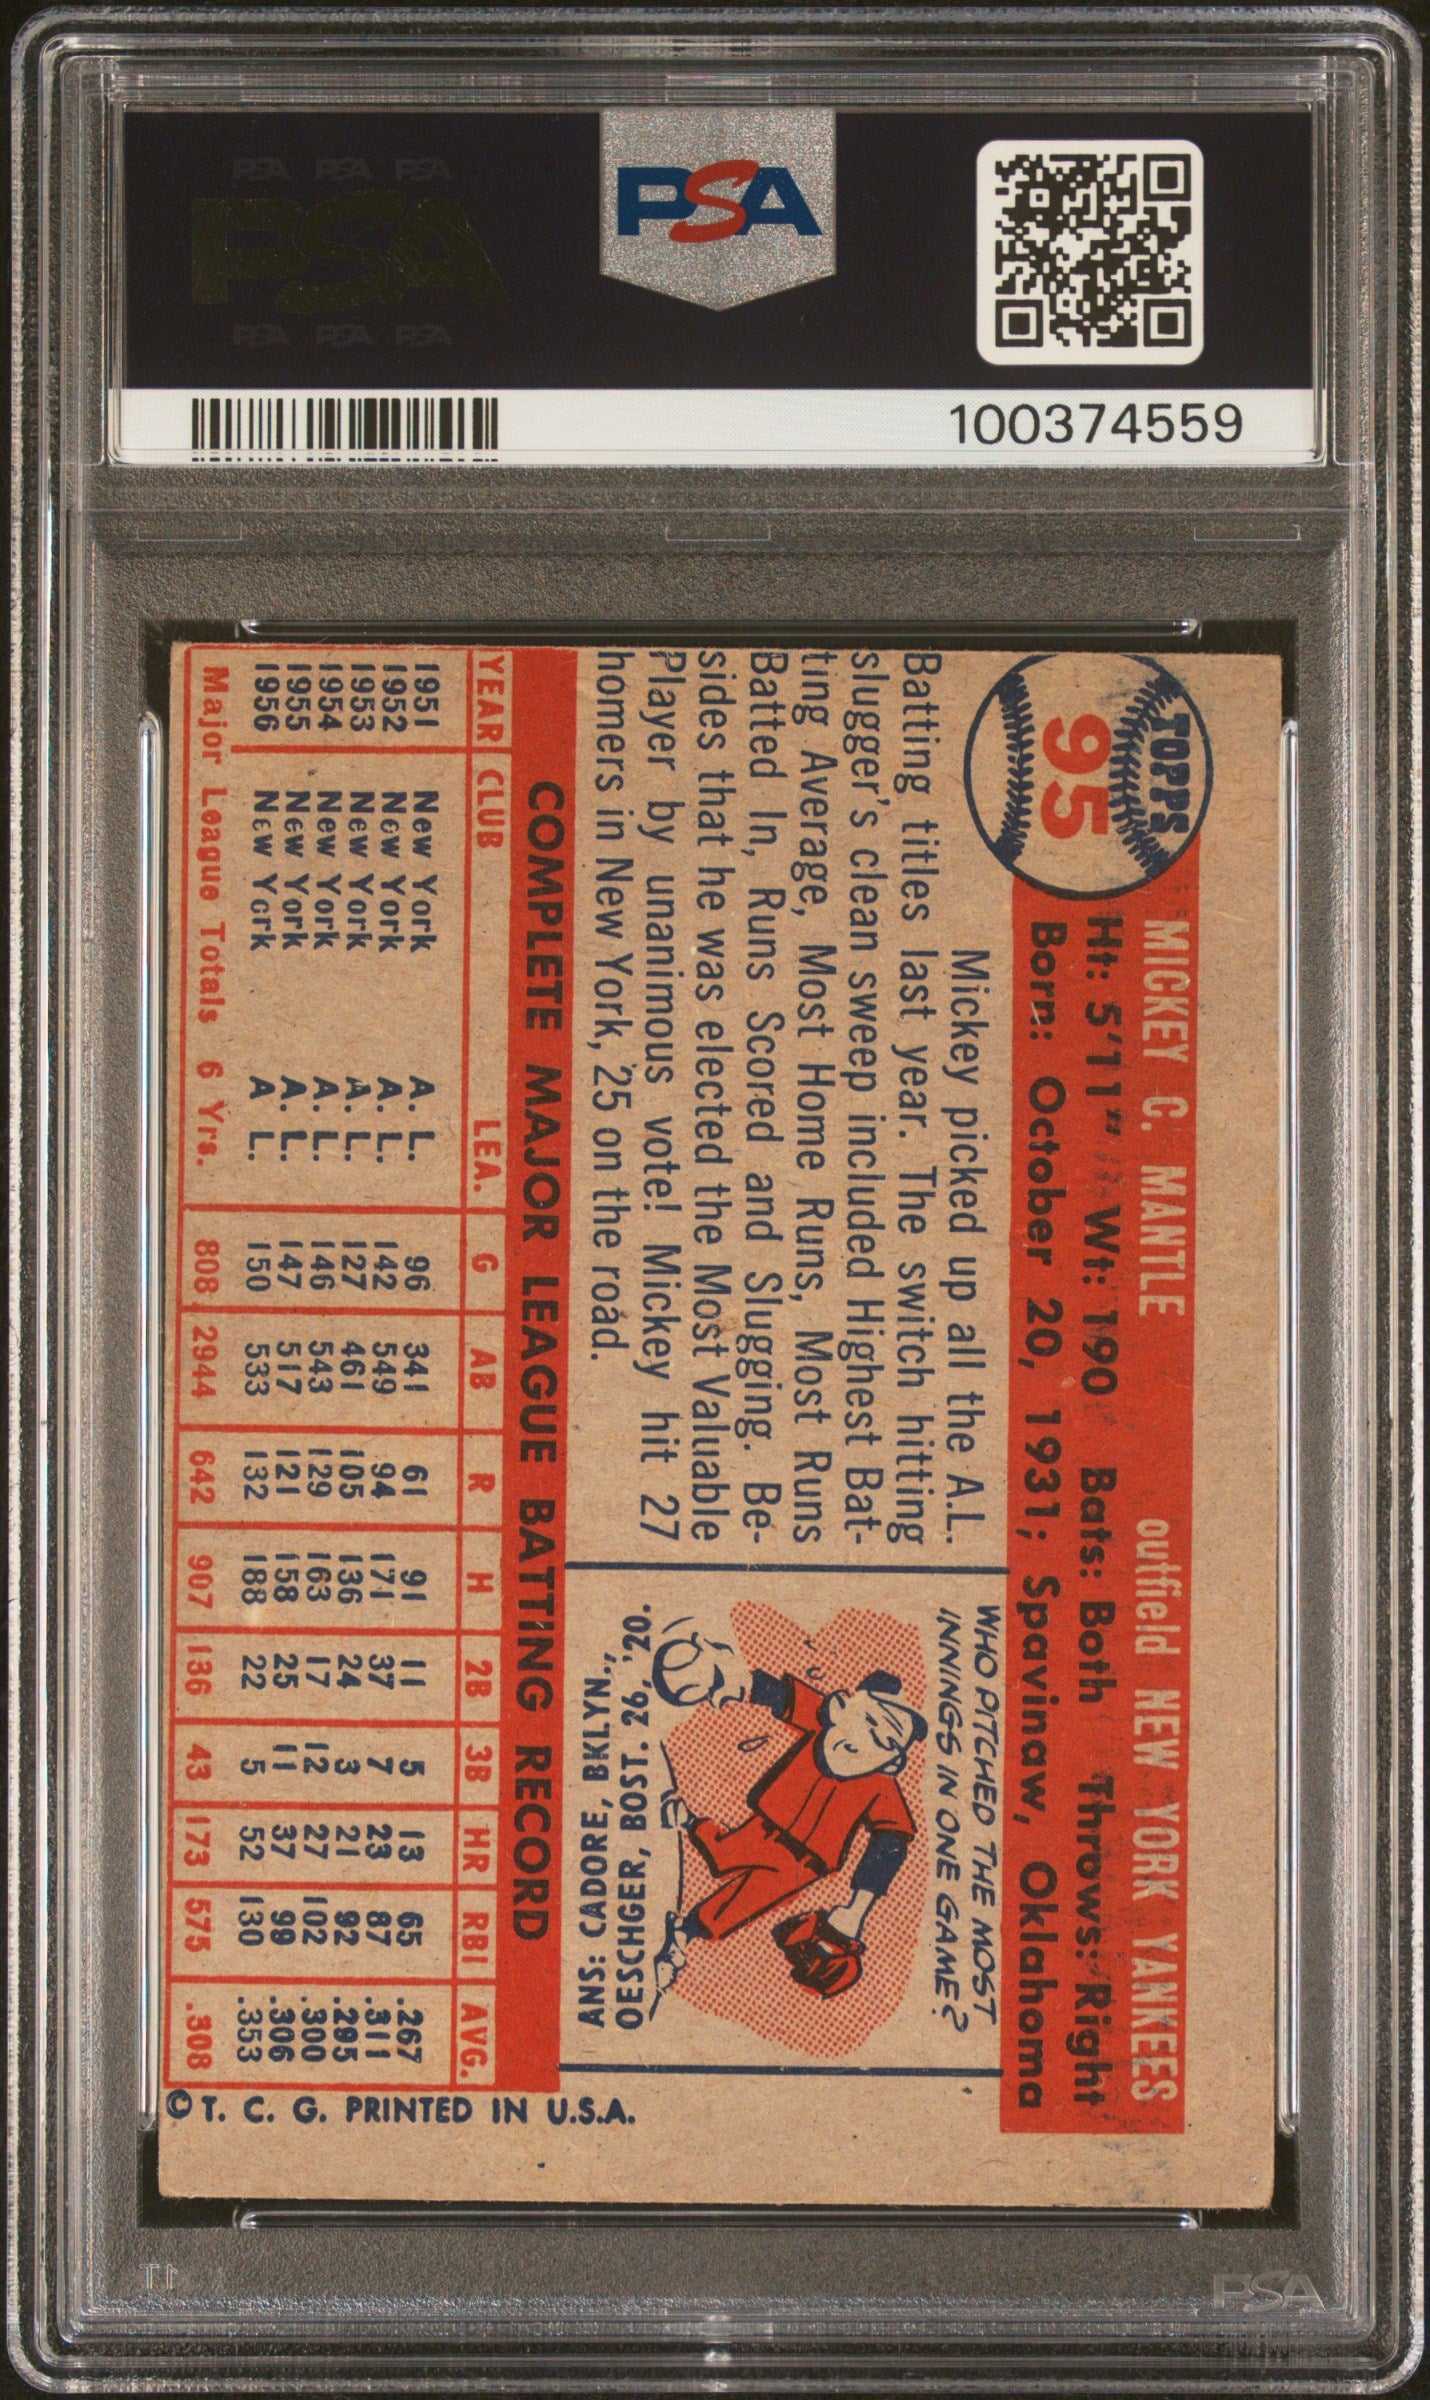 PSA PSA PSA
PSA
PSA PSA PSA
PSA
100374559
TOPPS
95
MICKEY C. MANTLE outfield NEW YORK YANKEES
Ht: 5'11" Wt: 190 Bats: Both Throws: Right
Born: October 20, 1931; Spavinaw, Oklahoma
Mickey picked up all the A.L.
Batting titles last year. The switch hitting
slugger's clean sweep included Highest Bat-
ting Average, Most Home Runs, Most Runs
Batted In, Runs Scored and Slugging. Be-
sides that he was elected the Most Valuable
Player by unanimous vote! Mickey hit 27
homers in New York, 25 on the road.
WHO PITCHED THE MOST
INNINGS IN ONE GAME?
ANS: CADORE, BKLYN.,
OESCHGER, BOST. 26, '20.
COMPLETE MAJOR LEAGUE BATTING RECORD
YEAR CLUB LEA. G AB R H 2B 3B HR RBI AVG.
1951 New York A. L. 96 341 61 91 11 5 13 65 .267
1952 New York A. L. 142 549 94 171 37 7 23 87 .311
1953 New York A. L. 127 461 105 136 24 3 21 92 .295
1954 New York A. L. 146 543 129 163 17 12 27 102 .300
1955 New York A. L. 147 517 121 158 25 11 37 99 .306
1956 New York A L. 150 533 132 188 22 5 52 130 .353
Major League Totals 6 Yrs. 808 2944 642 907 136 43 173 575 .308
© T. C. G. PRINTED IN U.S.A.
PSA